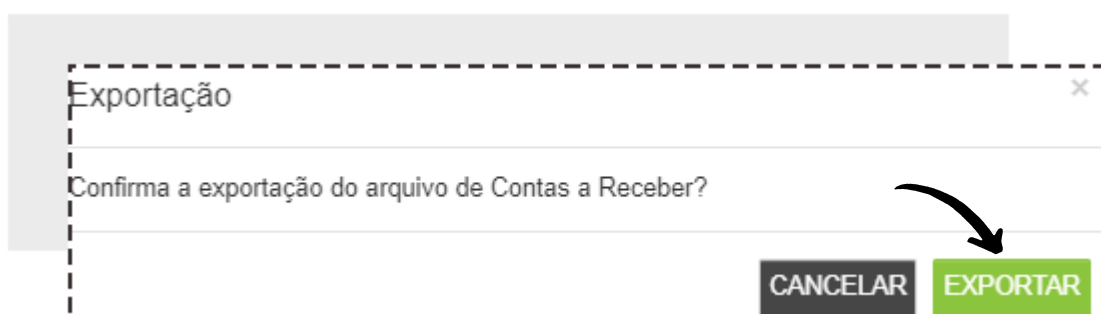 Exportação
Confirma a exportação do arquivo de Contas a Receber?
CANCELAR EXPORTAR